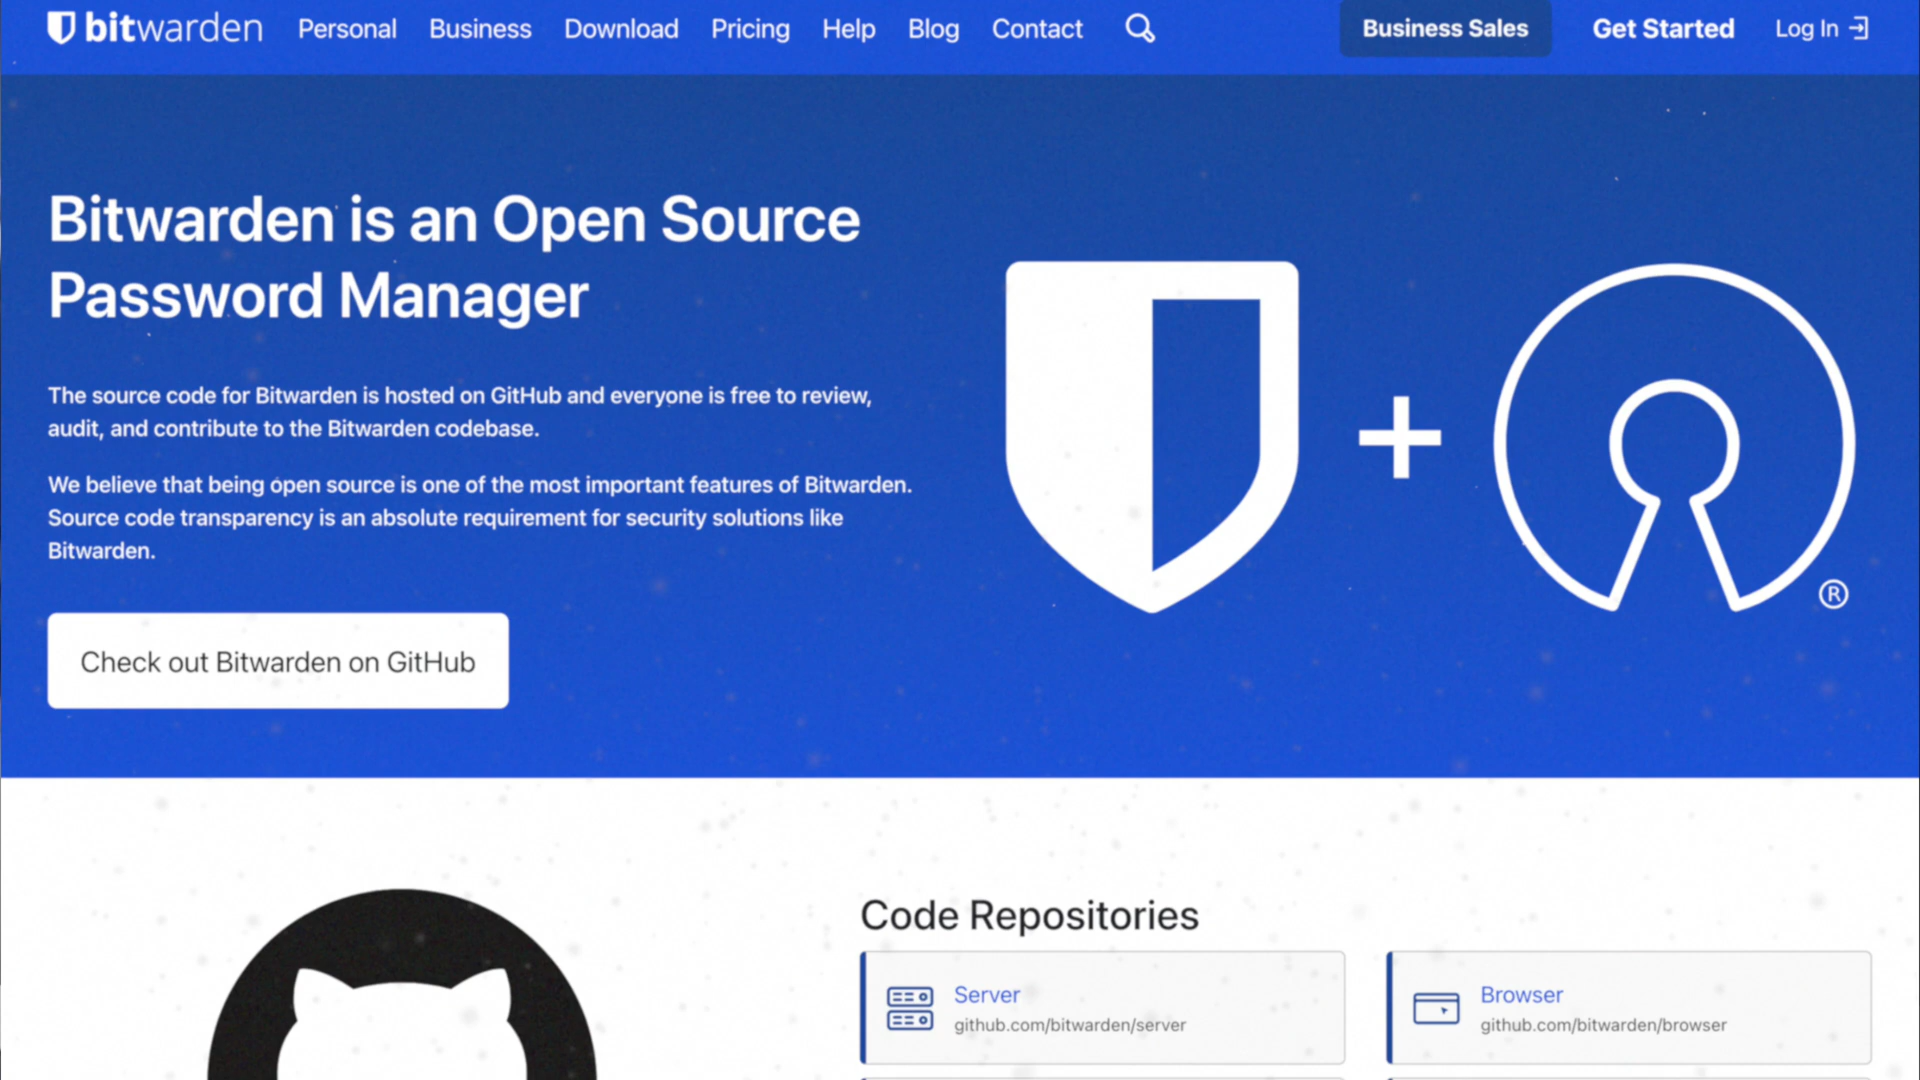 bitwarden Personal Business Download Pricing Help Blog Contact Business Sales Get Started Log In
Bitwarden is an Open Source
Password Manager
The source code for Bitwarden is hosted on GitHub and everyone is free to review,
audit, and contribute to the Bitwarden codebase.
We believe that being open source is one of the most important features of Bitwarden.
Source code transparency is an absolute requirement for security solutions like
Bitwarden.
®
Check out Bitwarden on GitHub
Code Repositories
Server
github.com/bitwarden/server
Browser
github.com/bitwarden/browser